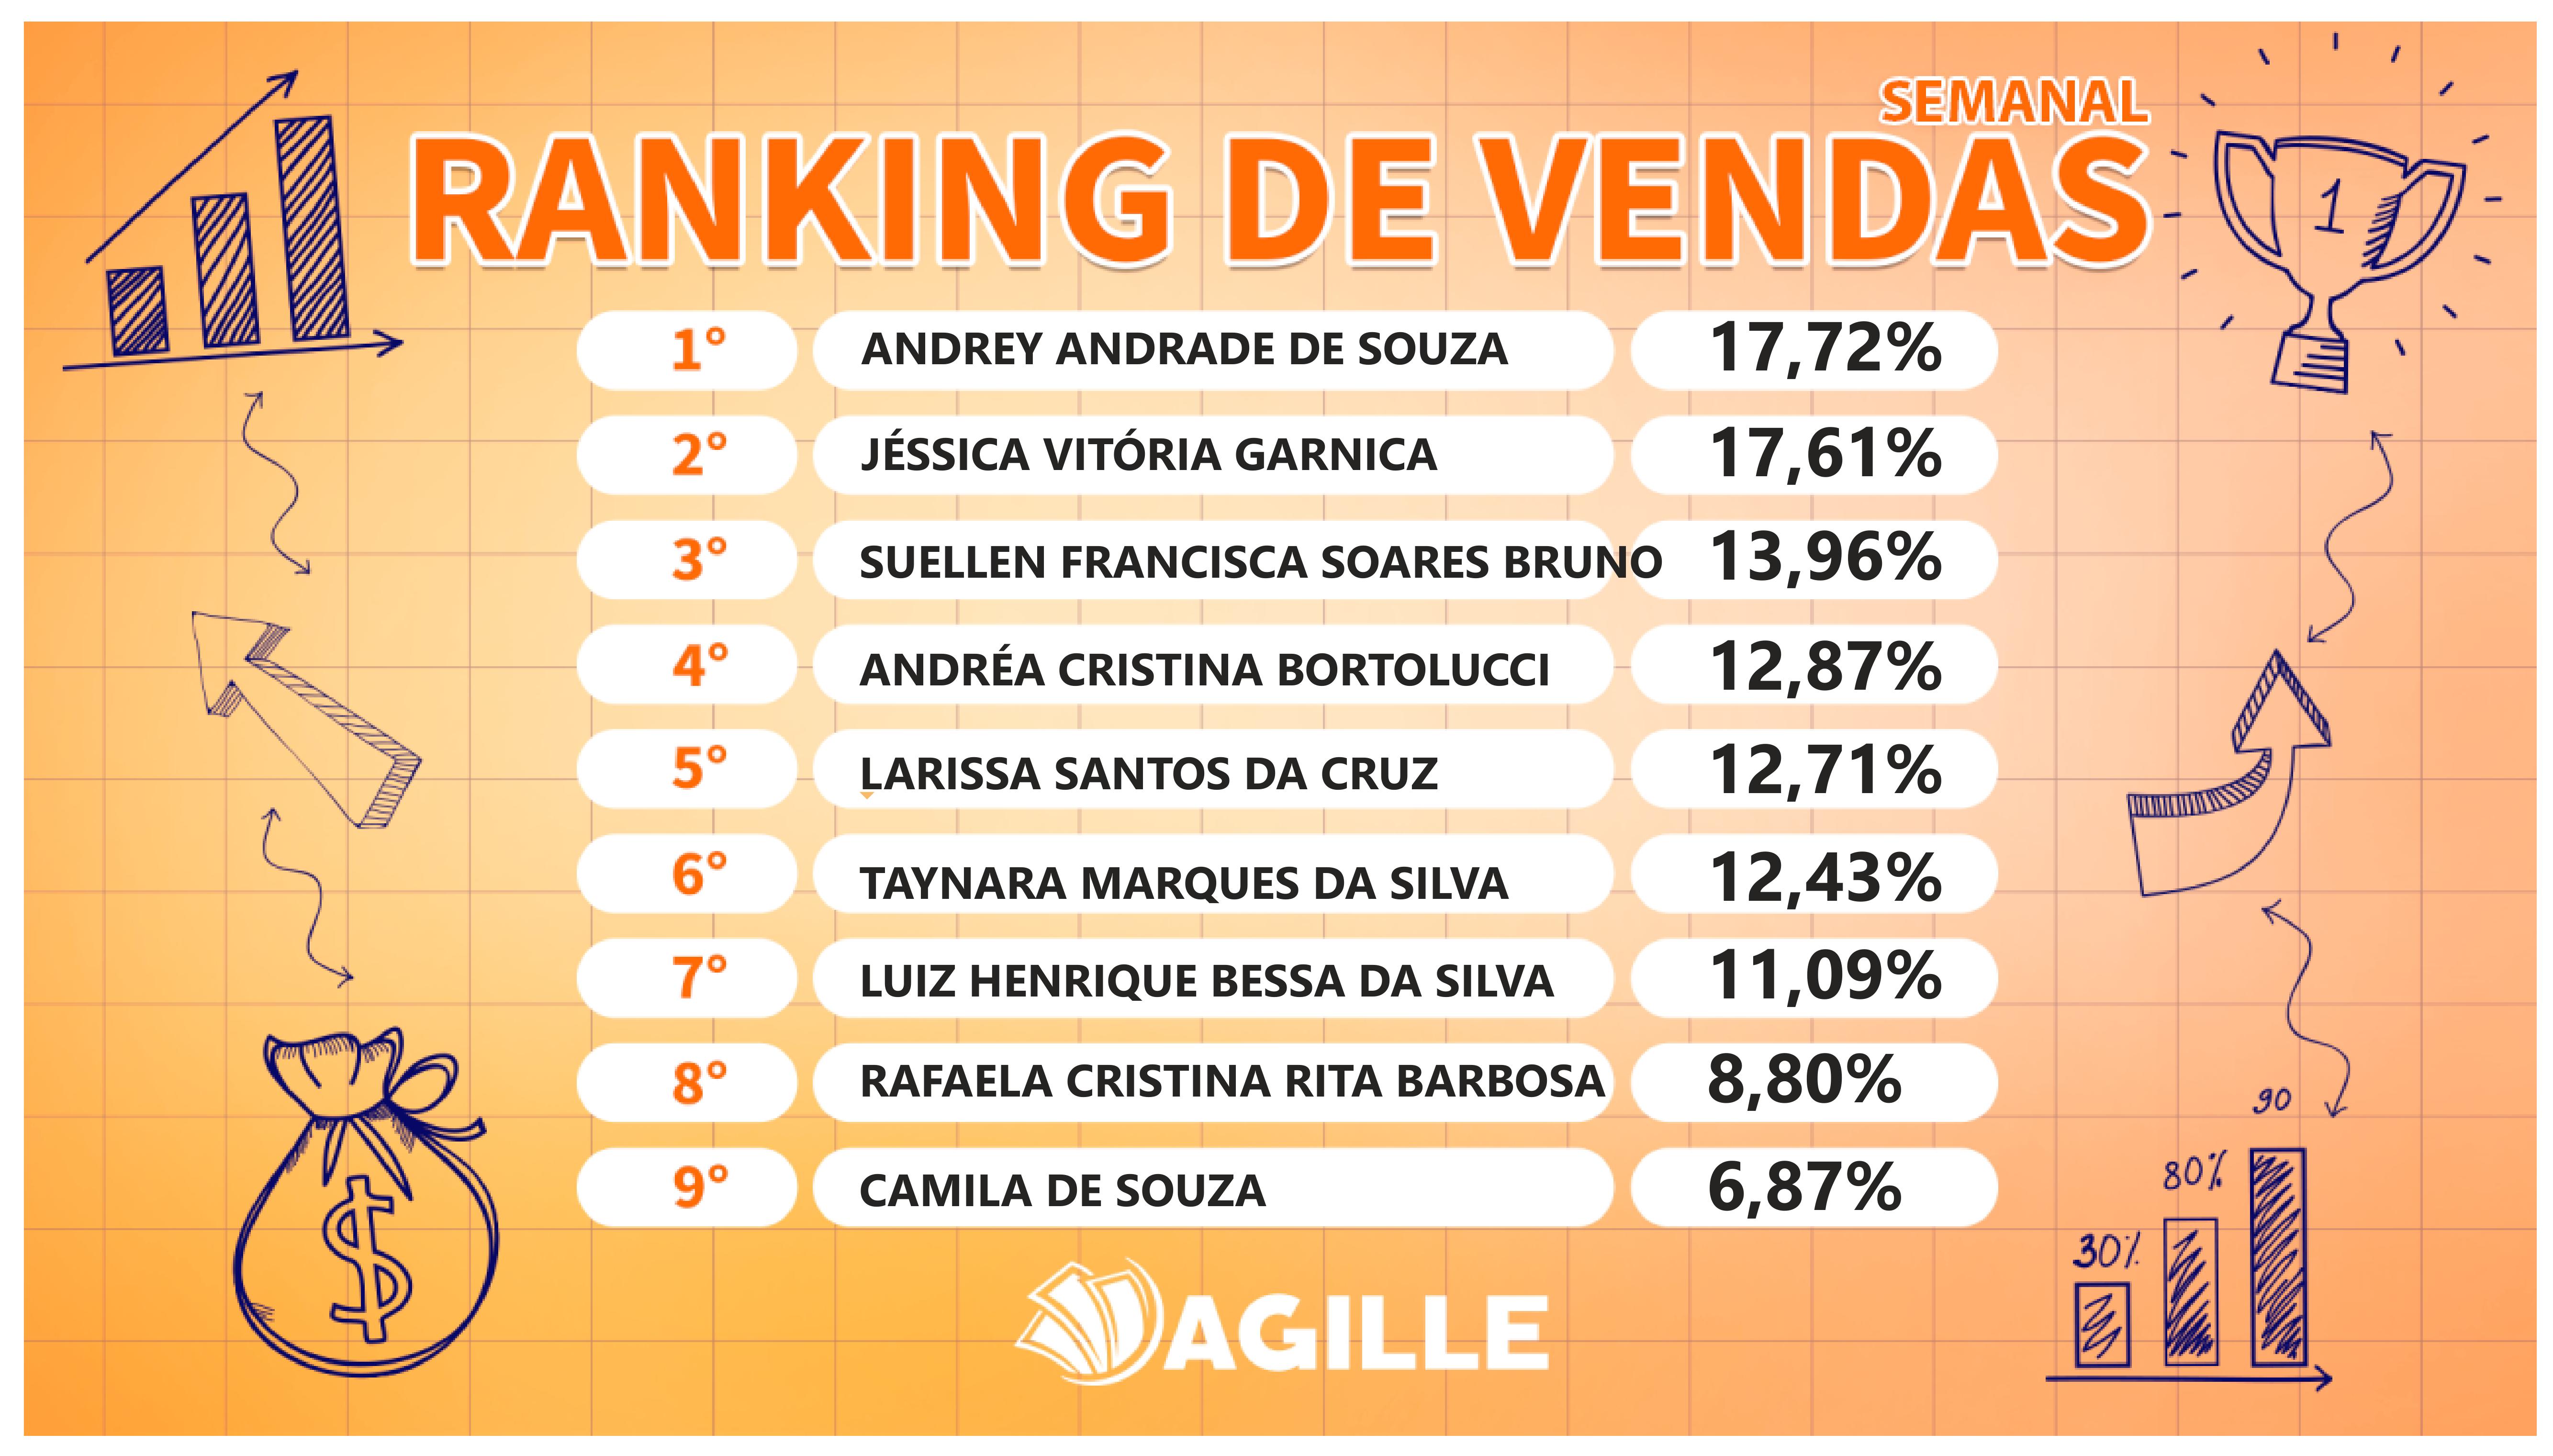 SEMANAL
RANKING DE VENDAS
1° ANDREY ANDRADE DE SOUZA 17,72%
2° JÉSSICA VITÓRIA GARNICA 17,61%
3° SUELLEN FRANCISCA SOARES BRUNO 13,96%
4° ANDRÉA CRISTINA BORTOLUCCI 12,87%
5° LARISSA SANTOS DA CRUZ 12,71%
6° TAYNARA MARQUES DA SILVA 12,43%
7° LUIZ HENRIQUE BESSA DA SILVA 11,09%
8° RAFAELA CRISTINA RITA BARBOSA 8,80%
9° CAMILA DE SOUZA 6,87%
AGILLE
1
$
30%
80%
90